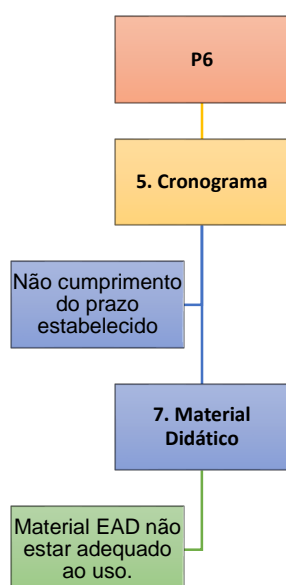 P6
5. Cronograma
Não cumprimento
do prazo
estabelecido
7. Material
Didático
Material EAD não
estar adequado
ao uso.